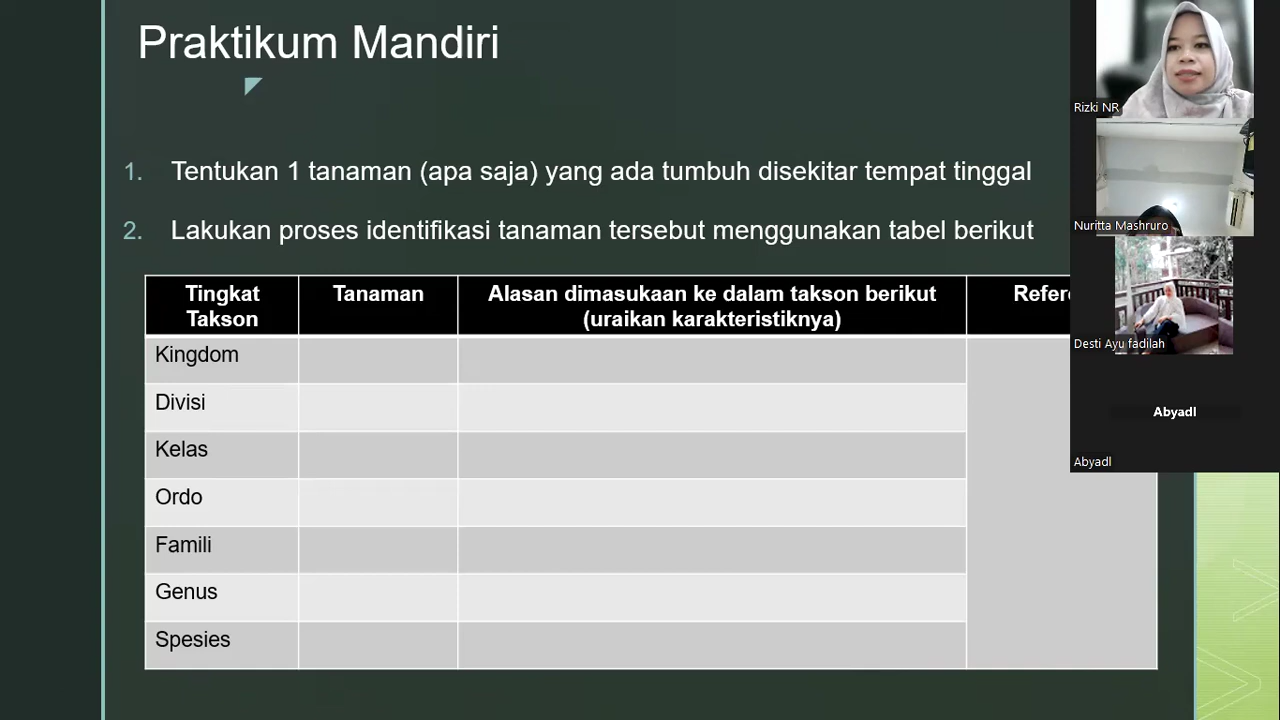 Praktikum Mandiri
1. Tentukan 1 tanaman (apa saja) yang ada tumbuh disekitar tempat tinggal
2. Lakukan proses identifikasi tanaman tersebut menggunakan tabel berikut
Tingkat Takson
Tanaman
Alasan dimasukaan ke dalam takson berikut
(uraikan karakteristiknya)
Kingdom
Divisi
Kelas
Ordo
Famili
Genus
Spesies
Rizki NR
Nuritta Mashruro
Desti Ayu fadilah
Abyadl
Abyadl